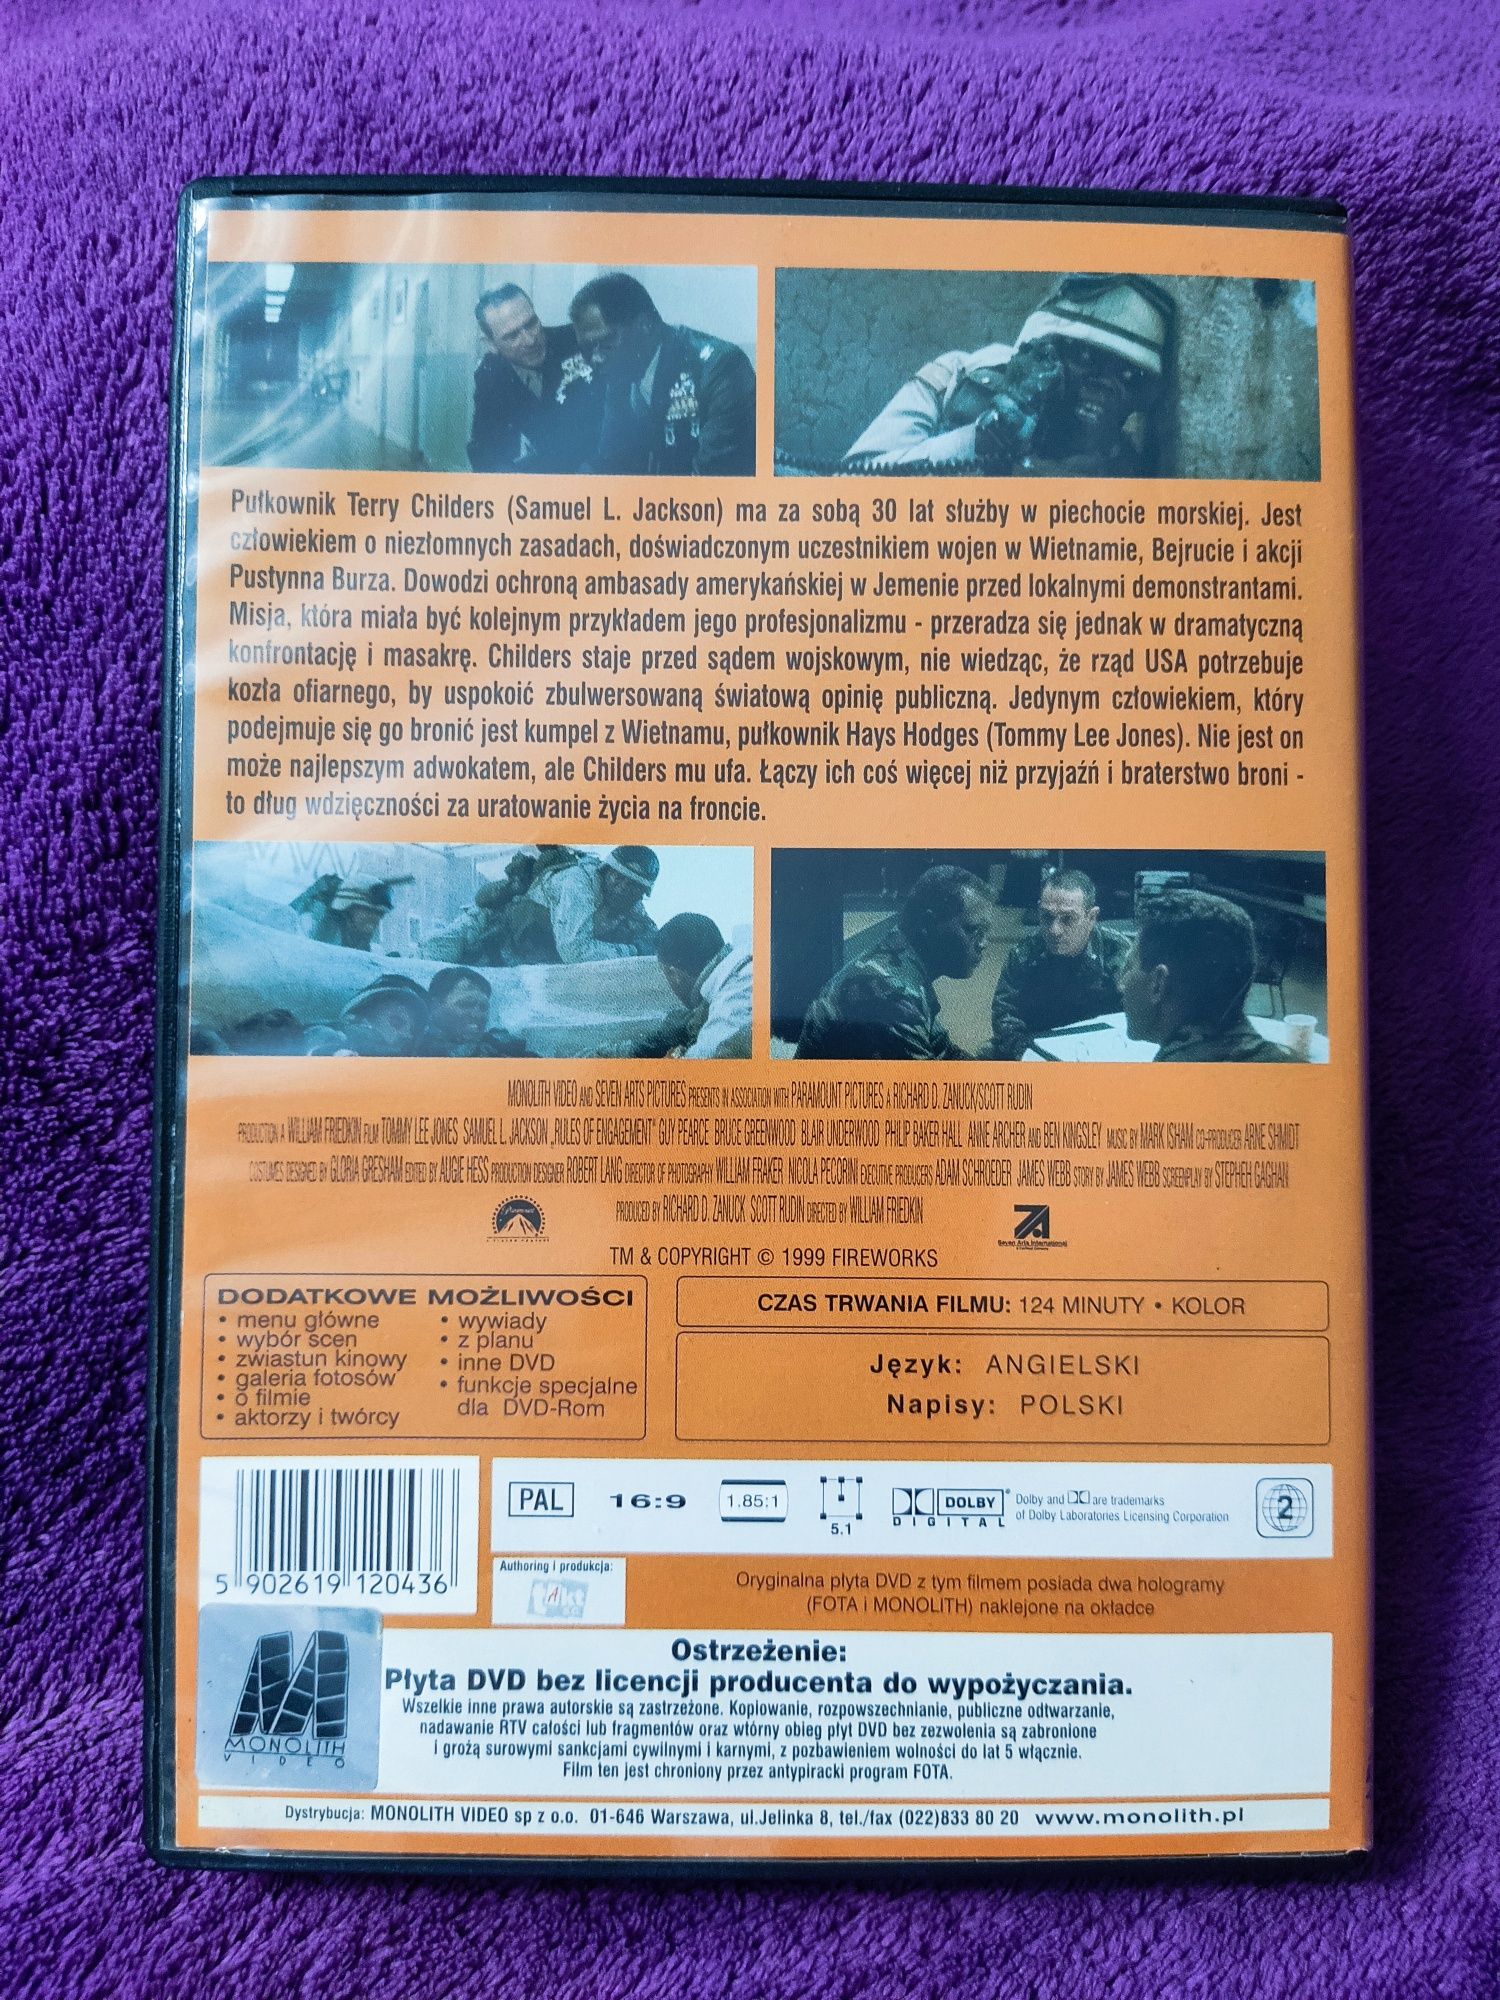 Pułkownik Terry Childers (Samuel L. Jackson) ma za sobą 30 lat służby w piechocie morskiej. Jest
człowiekiem o niezłomnych zasadach, doświadczonym uczestnikiem wojen w Wietnamie, Bejrucie i akcji
Pustynna Burza. Dowodzi ochroną ambasady amerykańskiej w Jemenie przed lokalnymi demonstrantami.
Misja, która miała być kolejnym przykładem jego profesjonalizmu - przeradza się jednak w dramatyczną
konfrontację i masakrę. Childers staje przed sądem wojskowym, nie wiedząc, że rząd USA potrzebuje
kozła ofiarnego, by uspokoić zbulwersowaną światową opinię publiczną. Jedynym człowiekiem, który
podejmuje się go bronić jest kumpel z Wietnamu, pułkownik Hays Hodges (Tommy Lee Jones). Nie jest on
może najlepszym adwokatem, ale Childers mu ufa. Łączy ich coś więcej niż przyjaźń i braterstwo broni -
to dług wdzięczności za uratowanie życia na froncie.
MONOLITH VIDEO AND SEVEN ARTS PICTURES PRESENTS IN ASSOCIATION WITH PARAMOUNT PICTURES A RICHARD D. ZANUCK/SCOTT RUDIN
PRODUCTION A WILLIAM FRIEDKIN FILM TOMMY LEE JONES SAMUEL L. JACKSON „RULES OF ENGAGEMENT" GUY PEARCE BRUCE GREENWOOD BLAIR UNDERWOOD PHILIP BAKER HALL ANNE ARCHER AND BEN KINGSLEY MUSIC BY MARK ISHAM CO-PRODUCER ARNE SHMIDT
COSTUMES DESIGNED BY GLORIA GRESHAM EDITED BY AUGIE HESS PRODUCTION DESIGNER ROBERT LANG DIRECTOR OF PHOTOGRAPHY WILLIAM FRAKER NICOLA PECORINI EXECUTIVE PRODUCERS ADAM SCHROEDER JAMES WEBB STORY BY JAMES WEBB SCREENPLAY BY STEPHEH GAGHAN
PRODUCED BY RICHARD D. ZANUCK SCOTT RUDIN DIRECTED BY WILLIAM FRIEDKIN
Paramount
Seven Arts International
TM & COPYRIGHT © 1999 FIREWORKS
DODATKOWE MOŻLIWOŚCI
• menu główne
• wybór scen
• zwiastun kinowy
• galeria fotosów
• o filmie
• aktorzy i twórcy
• wywiady
• z planu
• inne DVD
• funkcje specjalne
dla DVD-Rom
CZAS TRWANIA FILMU: 124 MINUTY • KOLOR
Język: ANGIELSKI
Napisy: POLSKI
5 902619 120436
PAL 16:9 1.85:1 5.1
DOLBY
DIGITAL
Dolby and are trademarks
of Dolby Laboratories Licensing Corporation
2
Authoring i produkcja:
Oryginalna płyta DVD z tym filmem posiada dwa hologramy
(FOTA i MONOLITH) naklejone na okładce
MONOLITH
VIDEO
Ostrzeżenie:
Płyta DVD bez licencji producenta do wypożyczania.
Wszelkie inne prawa autorskie są zastrzeżone. Kopiowanie, rozpowszechnianie, publiczne odtwarzanie,
nadawanie RTV całości lub fragmentów oraz wtórny obieg płyt DVD bez zezwolenia są zabronione
i grożą surowymi sankcjami cywilnymi i karnymi, z pozbawieniem wolności do lat 5 włącznie.
Film ten jest chroniony przez antypiracki program FOTA.
Dystrybucja: MONOLITH VIDEO sp z o.o. 01-646 Warszawa, ul.Jelinka 8, tel./fax (022)833 80 20 www.monolith.pl